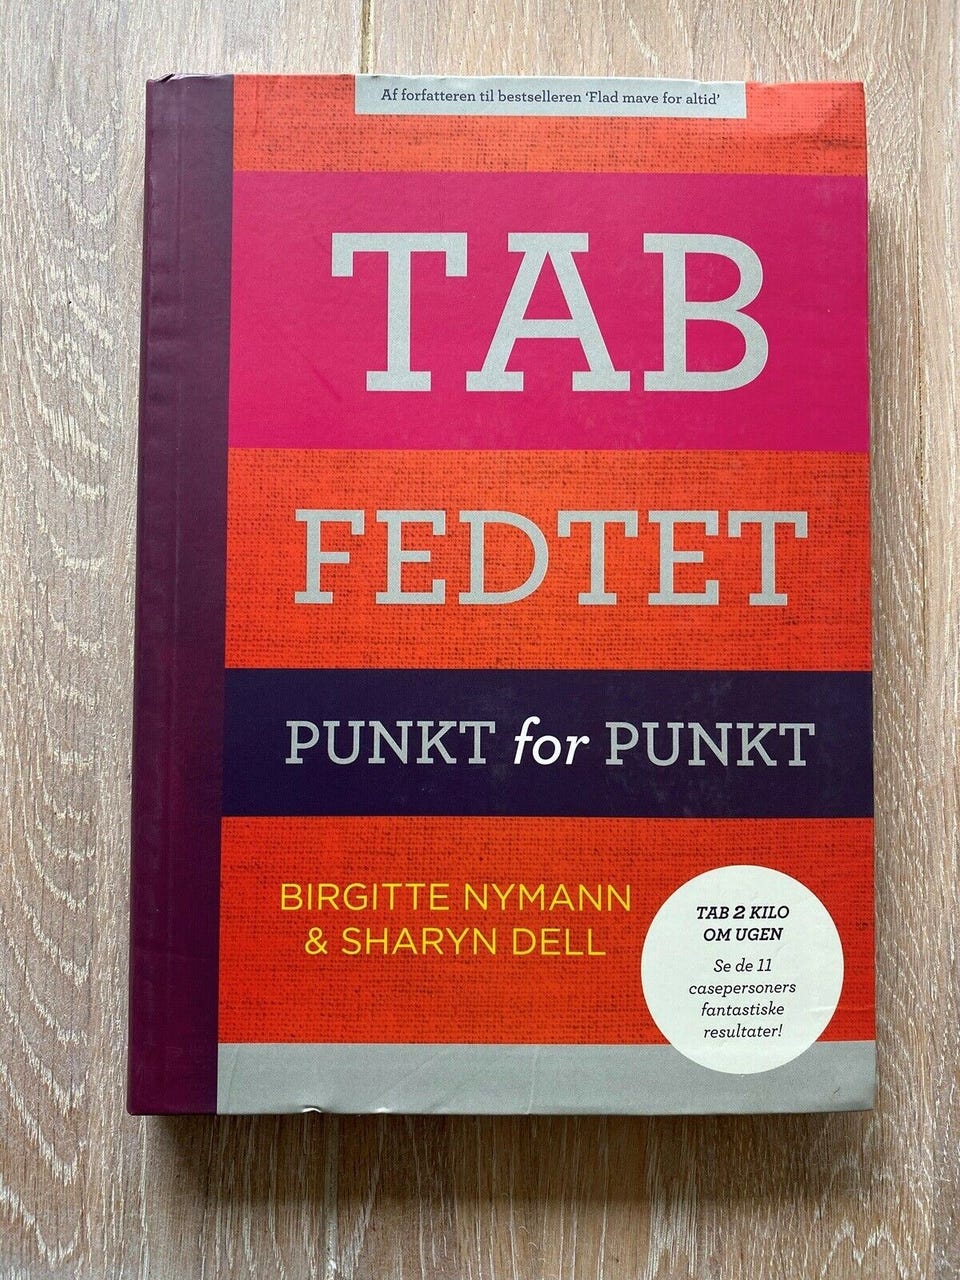 Af forfatteren til bestselleren 'Flad mave for altid'
TAB
FEDTET
PUNKT for PUNKT
BIRGITTE NYMANN
& SHARYN DELL
TAB 2 KILO
OM UGEN
Se de 11
casepersoners
fantastiske
resultater!